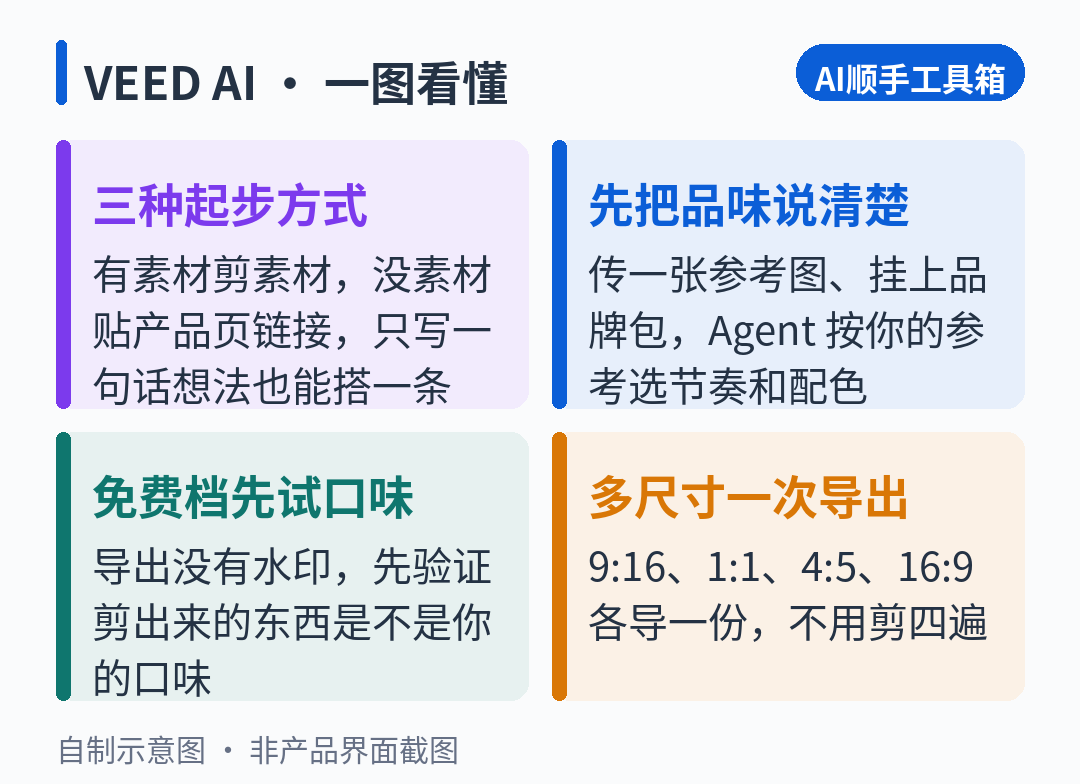 VEED AI · 一图看懂
AI顺手工具箱
三种起步方式
有素材剪素材，没素材
贴产品页链接，只写一
句话想法也能搭一条
先把品味说清楚
传一张参考图、挂上品
牌包，Agent 按你的参
考选节奏和配色
免费档先试口味
导出没有水印，先验证
剪出来的东西是不是你
的口味
多尺寸一次导出
9:16、1:1、4:5、16:9
各导一份，不用剪四遍
自制示意图 · 非产品界面截图